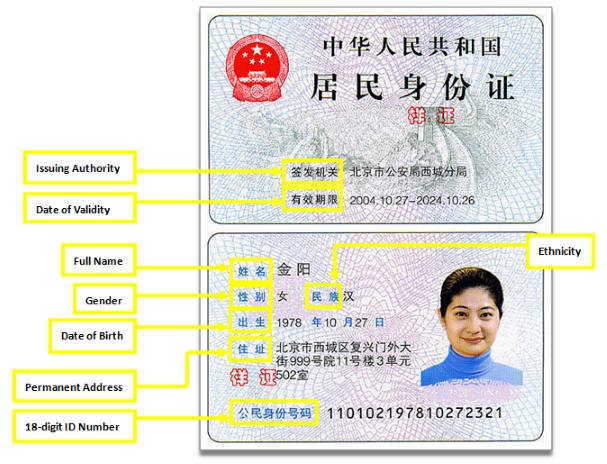 中华人民共和国
居民身份证
样 证
Issuing Authority
签发机关 北京市公安局西城分局
Date of Validity
有效期限 2004.10.27-2024.10.26
Ethnicity
Full Name
姓 名 金 阳
Gender
性 别 女 民 族 汉
Date of Birth
出 生 1978 年 10 月 27 日
住 址 北京市西城区复兴门外大
街999号院11号楼3单元
502室
样 证
Permanent Address
18-digit ID Number
公民身份号码 110102197810272321